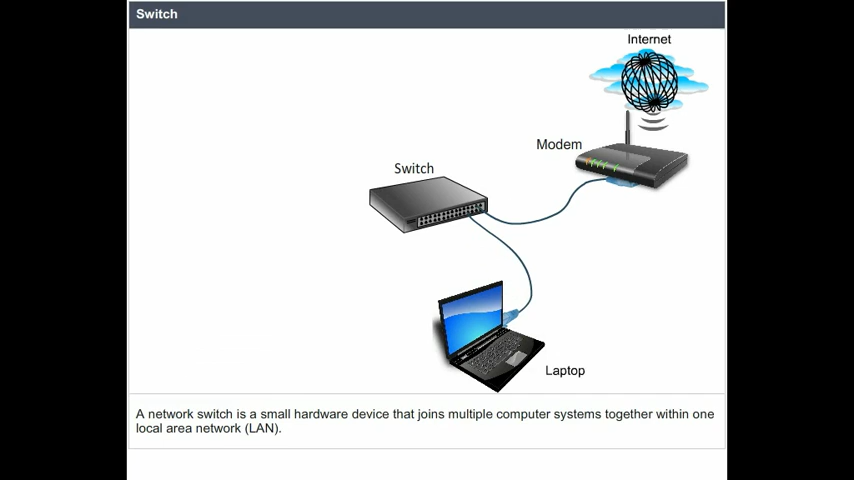 Switch
Internet
Modem
Switch
Laptop
A network switch is a small hardware device that joins multiple computer systems together within one
local area network (LAN).